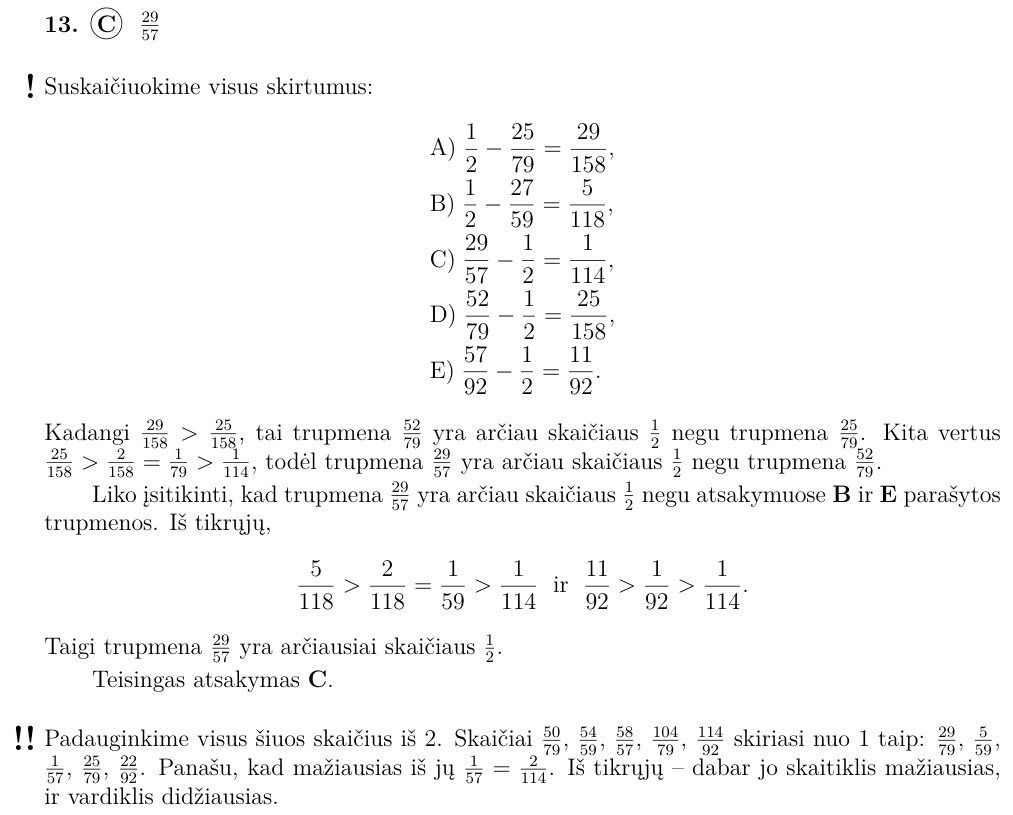 13. Ⓒ 29/57
! Suskaičiuokime visus skirtumus:
A) 1/2 − 25/79 = 29/158,
B) 1/2 − 27/59 = 5/118,
C) 29/57 − 1/2 = 1/114,
D) 52/79 − 1/2 = 25/158,
E) 57/92 − 1/2 = 11/92.
Kadangi 29/158 > 25/158, tai trupmena 52/79 yra arčiau skaičiaus 1/2 negu trupmena 25/79. Kita vertus
25/158 > 2/158 = 1/79 > 1/114, todėl trupmena 29/57 yra arčiau skaičiaus 1/2 negu trupmena 52/79.
Liko įsitikinti, kad trupmena 29/57 yra arčiau skaičiaus 1/2 negu atsakymuose B ir E parašytos
trupmenos. Iš tikrųjų,
5/118 > 2/118 = 1/59 > 1/114 ir 11/92 > 1/92 > 1/114.
Taigi trupmena 29/57 yra arčiausiai skaičiaus 1/2.
Teisingas atsakymas C.
!! Padauginkime visus šiuos skaičius iš 2. Skaičiai 50/79, 54/59, 58/57, 104/79, 114/92 skiriasi nuo 1 taip: 29/79, 5/59,
1/57, 25/79, 22/92. Panašu, kad mažiausias iš jų 1/57 = 2/114. Iš tikrųjų – dabar jo skaitiklis mažiausias,
ir vardiklis didžiausias.